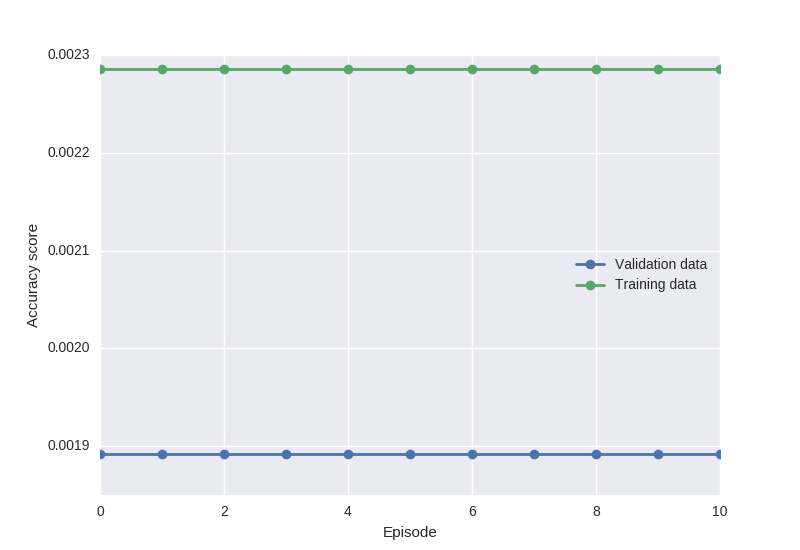 0.0023
0.0022
0.0021
0.0020
0.0019
Accuracy score
Validation data
Training data
0 2 4 6 8 10
Episode